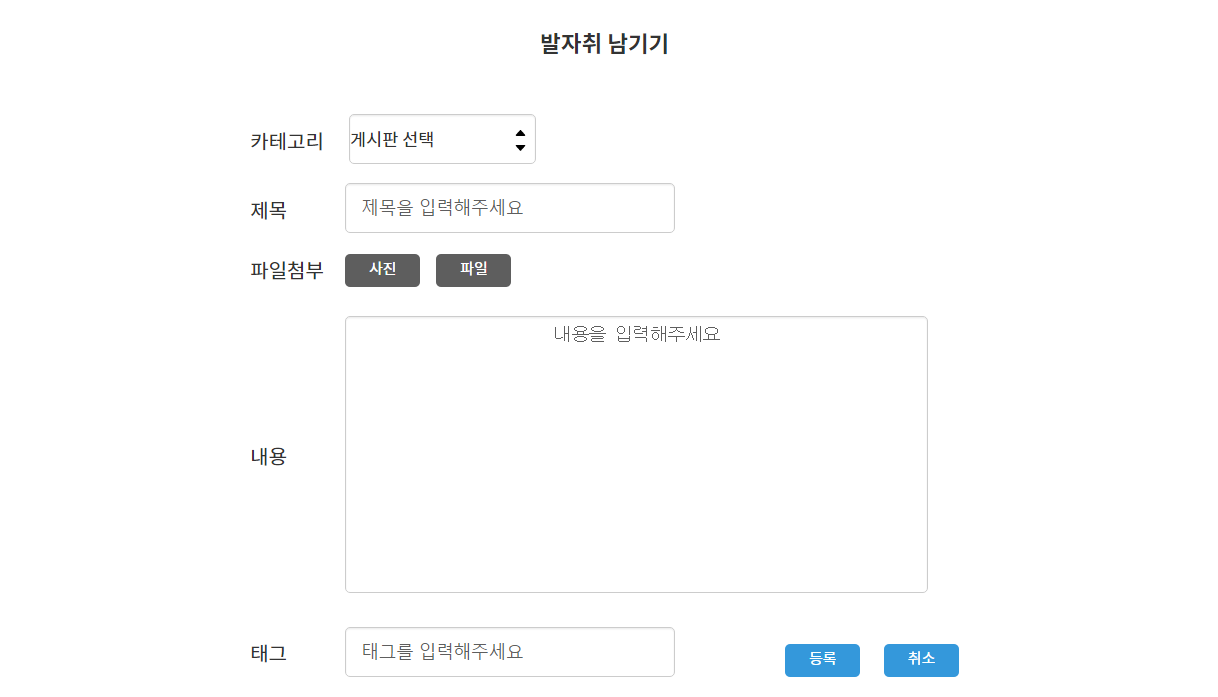 발자취 남기기
카테고리 게시판 선택
제목 제목을 입력해주세요
파일첨부 사진 파일
내용을 입력해주세요
내용
태그 태그를 입력해주세요 등록 취소